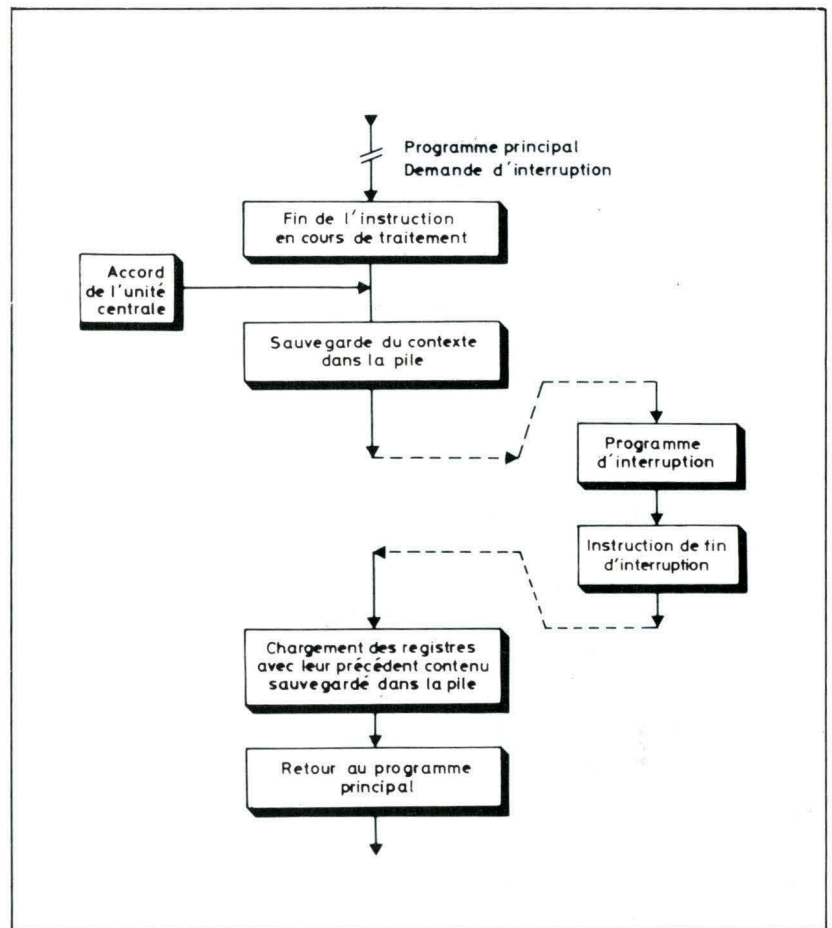 Programme principal
Demande d'interruption
Fin de l'instruction
en cours de traitement
Accord
de l'unité
centrale
Sauvegarde du contexte
dans la pile
Programme
d'interruption
Instruction de fin
d'interruption
Chargement des registres
avec leur précédent contenu
sauvegardé dans la pile
Retour au programme
principal